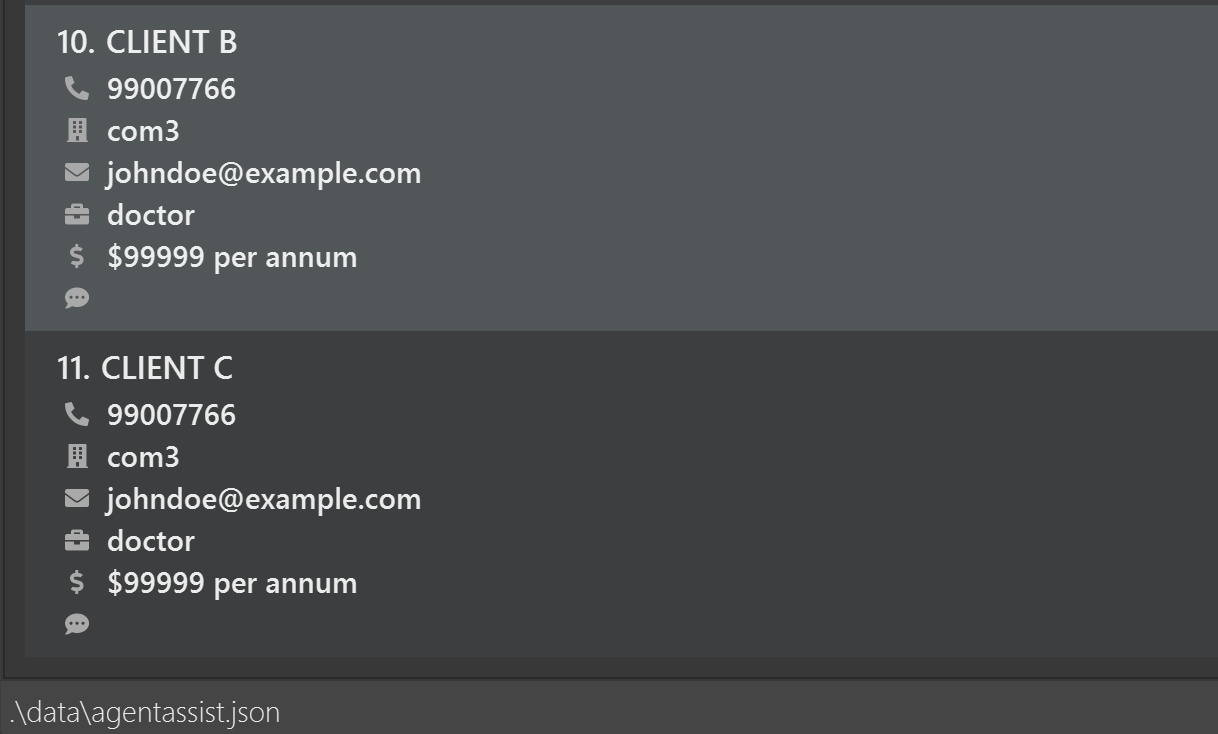 10. CLIENT B
99007766
com3
johndoe@example.com
doctor
$99999 per annum
11. CLIENT C
99007766
com3
johndoe@example.com
doctor
$99999 per annum
.\data\agentassist.json